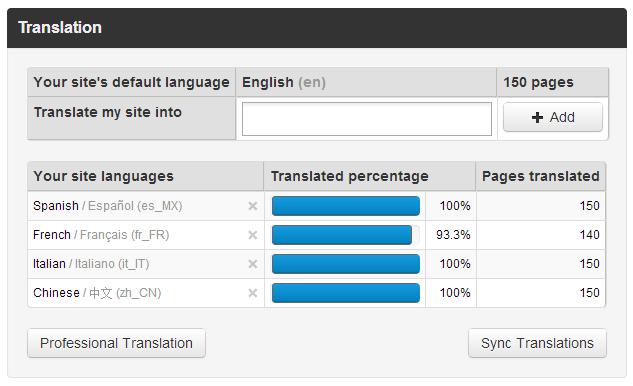 Translation
Your site's default language English (en) 150 pages
Translate my site into + Add
Your site languages Translated percentage Pages translated
Spanish / Español (es_MX) × 100% 150
French / Français (fr_FR) × 93.3% 140
Italian / Italiano (it_IT) × 100% 150
Chinese / 中文 (zh_CN) × 100% 150
Professional Translation Sync Translations